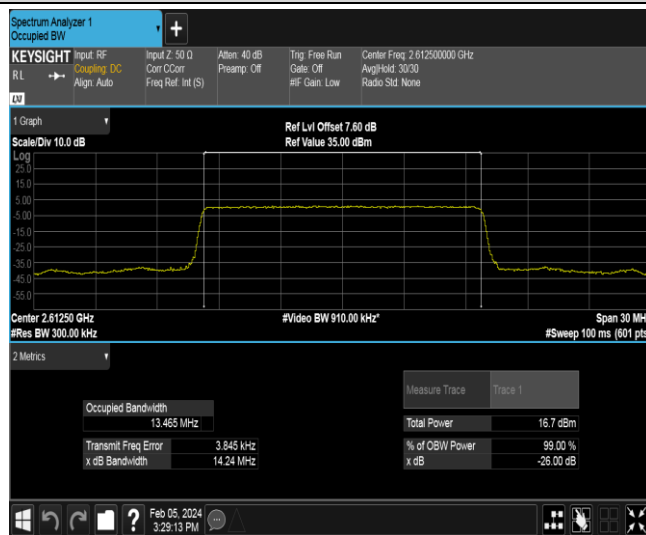 Spectrum Analyzer 1
Occupied BW
+
KEYSIGHT
RL
LXI
Input: RF
Coupling: DC
Align: Auto
Input Z: 50 Ω
Corr CCorr
Freq Ref: Int (S)
Atten: 40 dB
Preamp: Off
Trig: Free Run
Gate: Off
#IF Gain: Low
Center Freq: 2.612500000 GHz
Avg|Hold: 30/30
Radio Std: None
1 Graph
Scale/Div 10.0 dB
Ref Lvl Offset 7.60 dB
Ref Value 35.00 dBm
Log
25.0
15.0
5.00
-5.00
-15.0
-25.0
-35.0
-45.0
-55.0
Center 2.61250 GHz
#Video BW 910.00 kHz*
Span 30 MH
#Res BW 300.00 kHz
#Sweep 100 ms (601 pts
2 Metrics
Measure Trace Trace 1
Occupied Bandwidth
13.465 MHz
Total Power 16.7 dBm
Transmit Freq Error 3.845 kHz
% of OBW Power 99.00 %
x dB Bandwidth 14.24 MHz
x dB -26.00 dB
?
Feb 05, 2024
3:29:13 PM